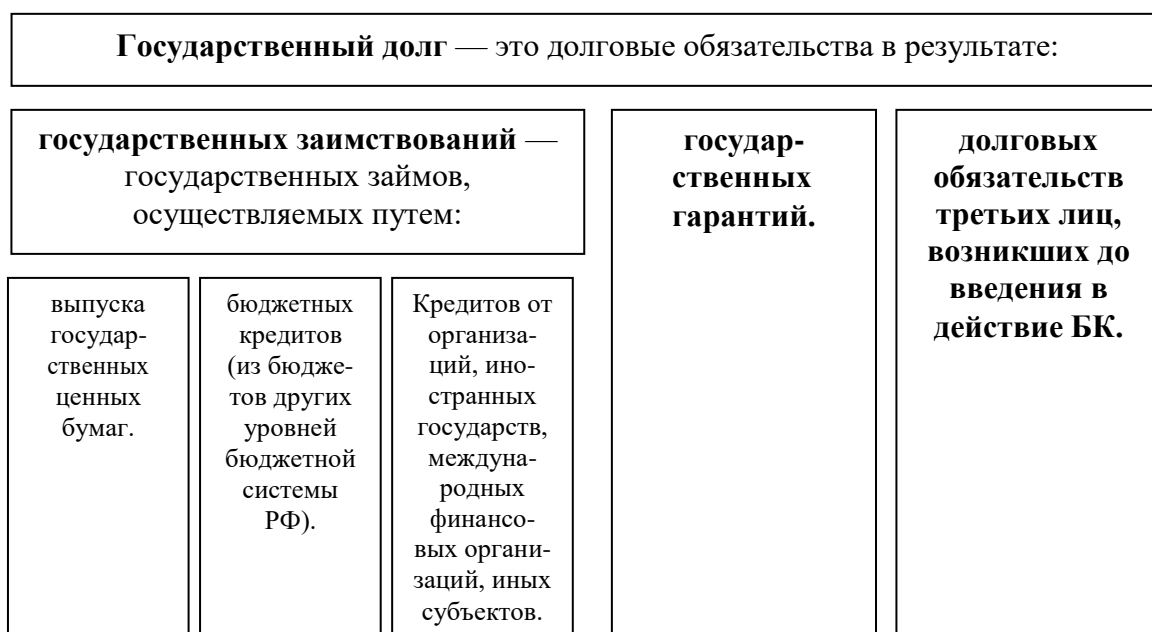 Государственный долг — это долговые обязательства в результате:
государственных заимствований —
государственных займов,
осуществляемых путем:
выпуска
государ-
ственных
ценных
бумаг.
бюджетных
кредитов
(из бюдже-
тов других
уровней
бюджетной
системы
РФ).
Кредитов от
организа-
ций, ино-
странных
государств,
междуна-
родных
финансо-
вых органи-
заций, иных
субъектов.
государ-
ственных
гарантий.
долговых
обязательств
третьих лиц,
возникших до
введения в
действие БК.